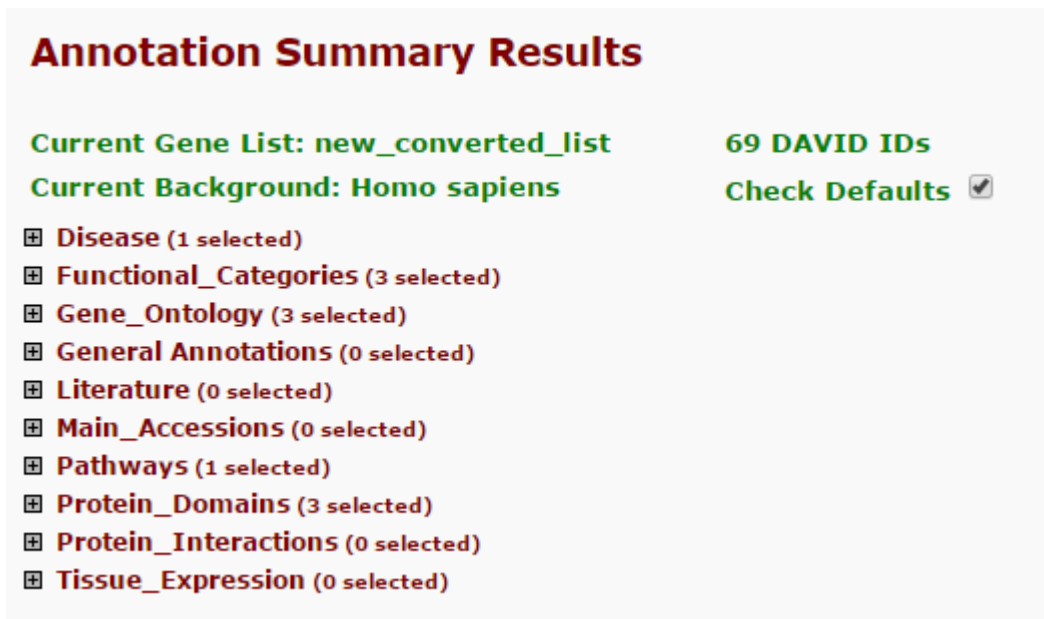 Annotation Summary Results
Current Gene List: new_converted_list 69 DAVID IDs
Current Background: Homo sapiens Check Defaults
Disease (1 selected)
Functional_Categories (3 selected)
Gene_Ontology (3 selected)
General Annotations (0 selected)
Literature (0 selected)
Main_Accessions (0 selected)
Pathways (1 selected)
Protein_Domains (3 selected)
Protein_Interactions (0 selected)
Tissue_Expression (0 selected)